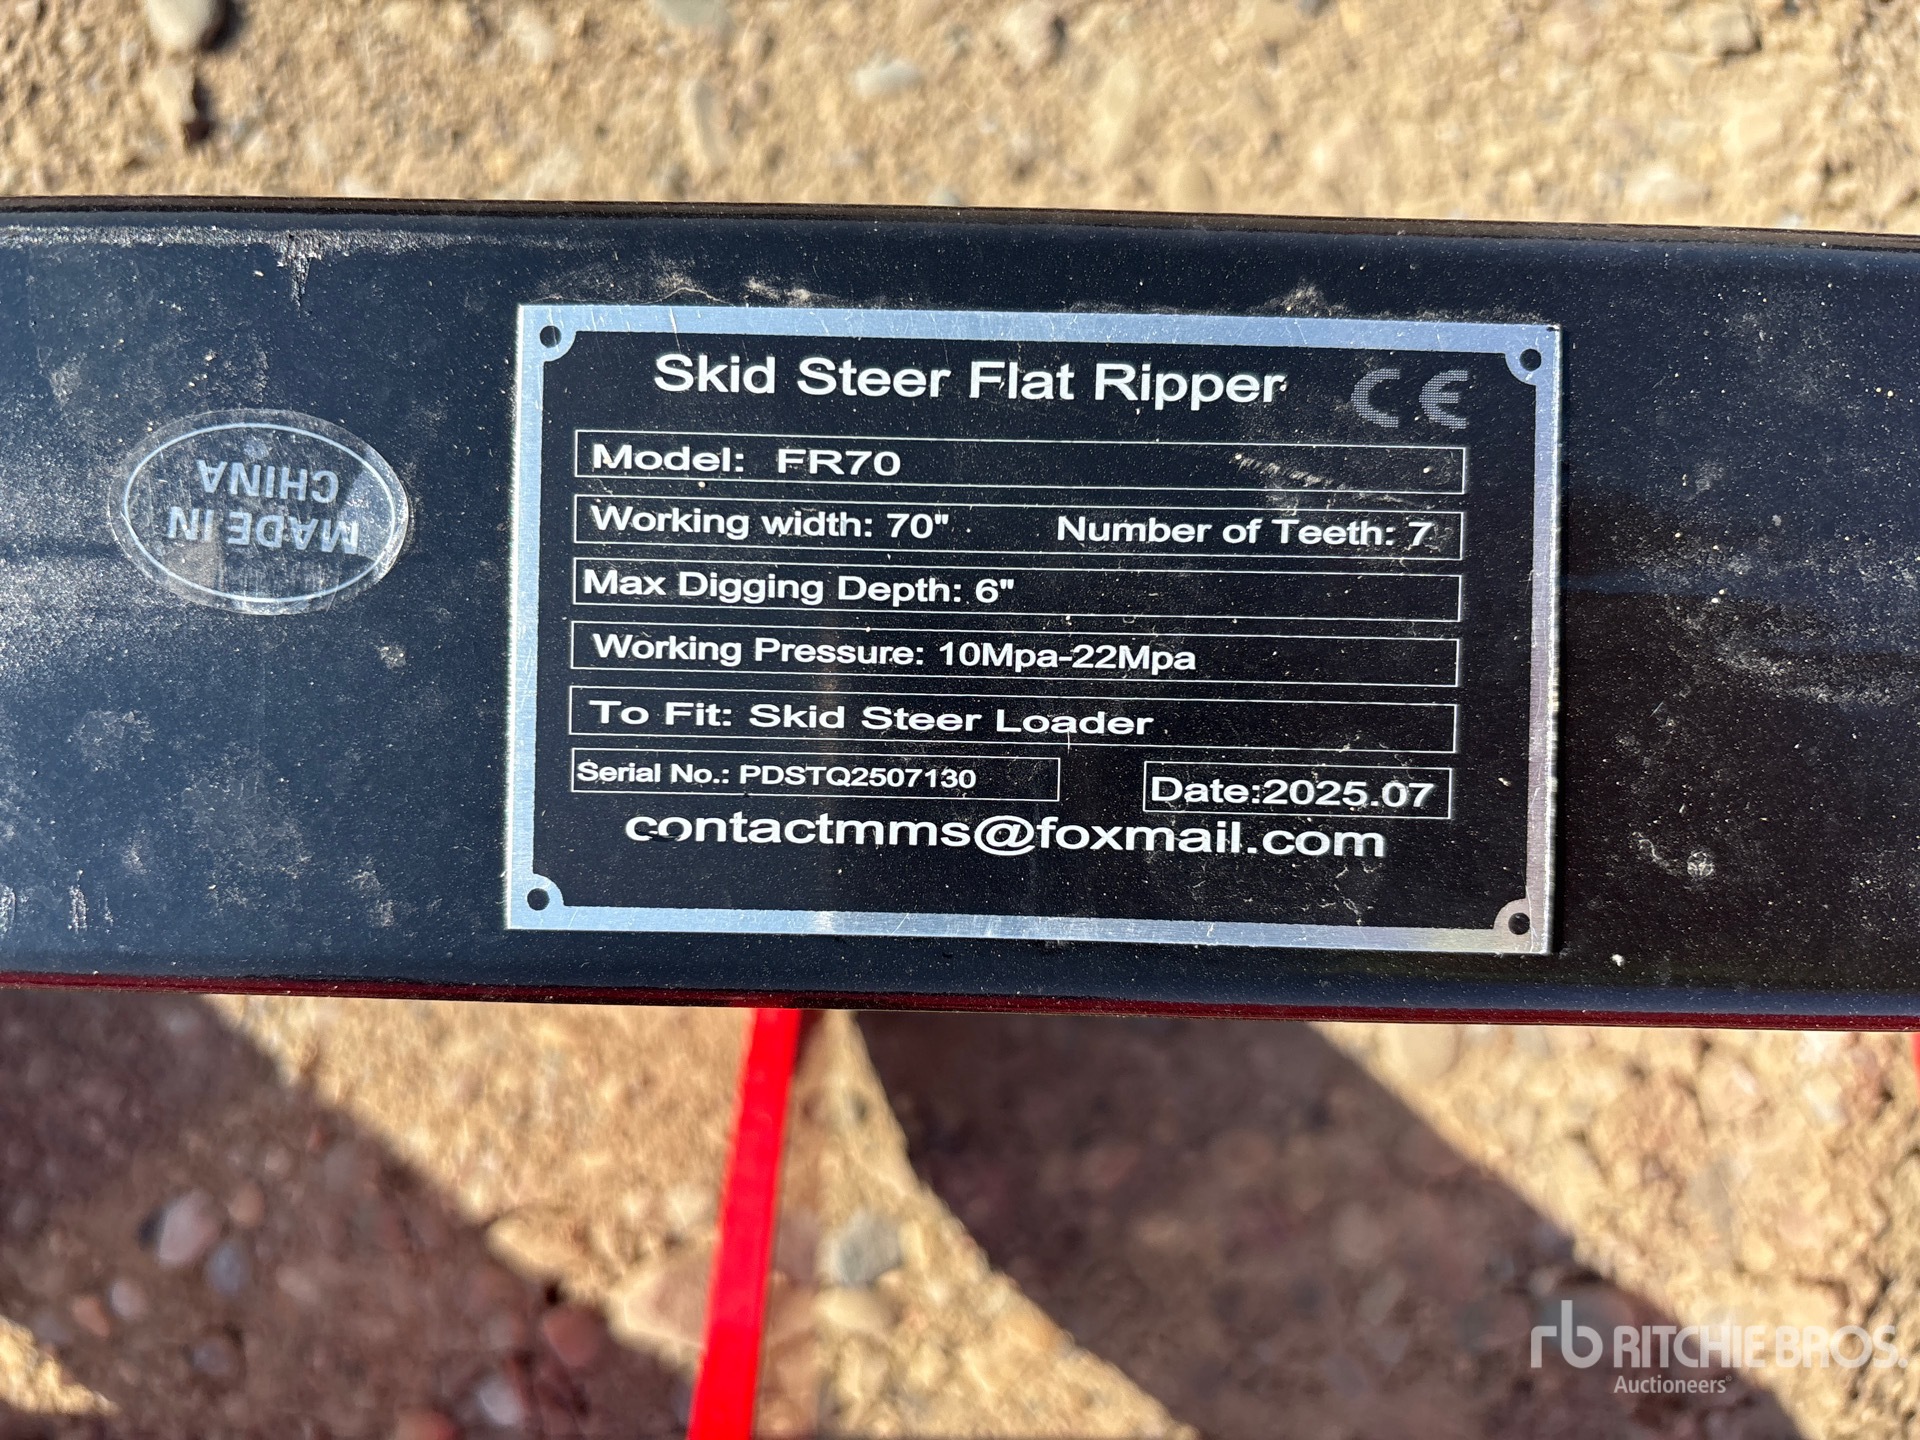 Skid Steer Flat Ripper CE
Model: FR70
Working width: 70" Number of Teeth: 7
Max Digging Depth: 6"
Working Pressure: 10Mpa-22Mpa
To Fit: Skid Steer Loader
Serial No.: PDSTQ2507130 Date:2025.07
contactmms@foxmail.com
MADE IN
CHINA
rb RITCHIE BROS.
Auctioneers